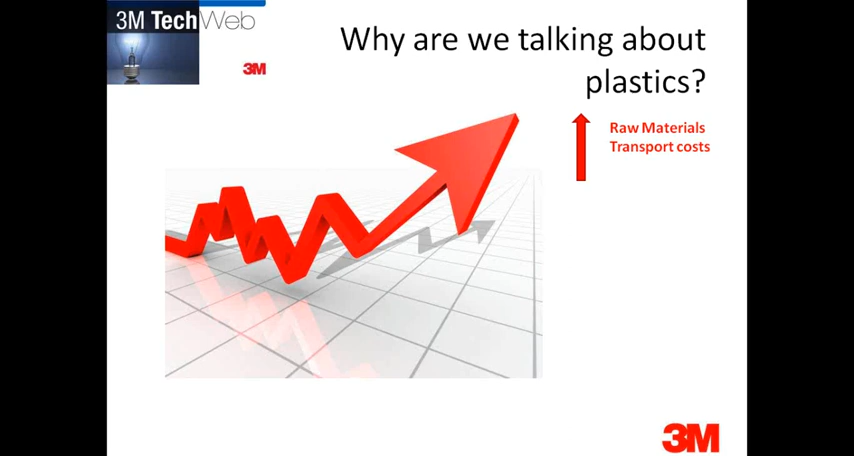 3M TechWeb
3M
Why are we talking about
plastics?
Raw Materials
Transport costs
3M